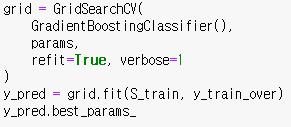 grid = GridSearchCV(
    GradientBoostingClassifier(),
    params,
    refit=True, verbose=1
)
y_pred = grid.fit(S_train, y_train_over)
y_pred.best_params_